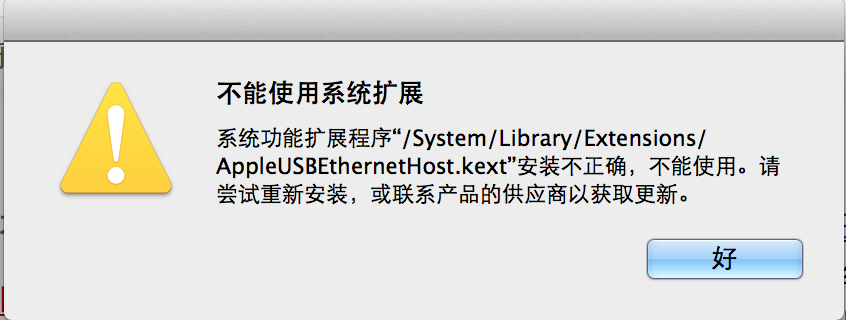 不能使用系统扩展
系统功能扩展程序“/System/Library/Extensions/
AppleUSBEthernetHost.kext”安装不正确，不能使用。请
尝试重新安装，或联系产品的供应商以获取更新。
好